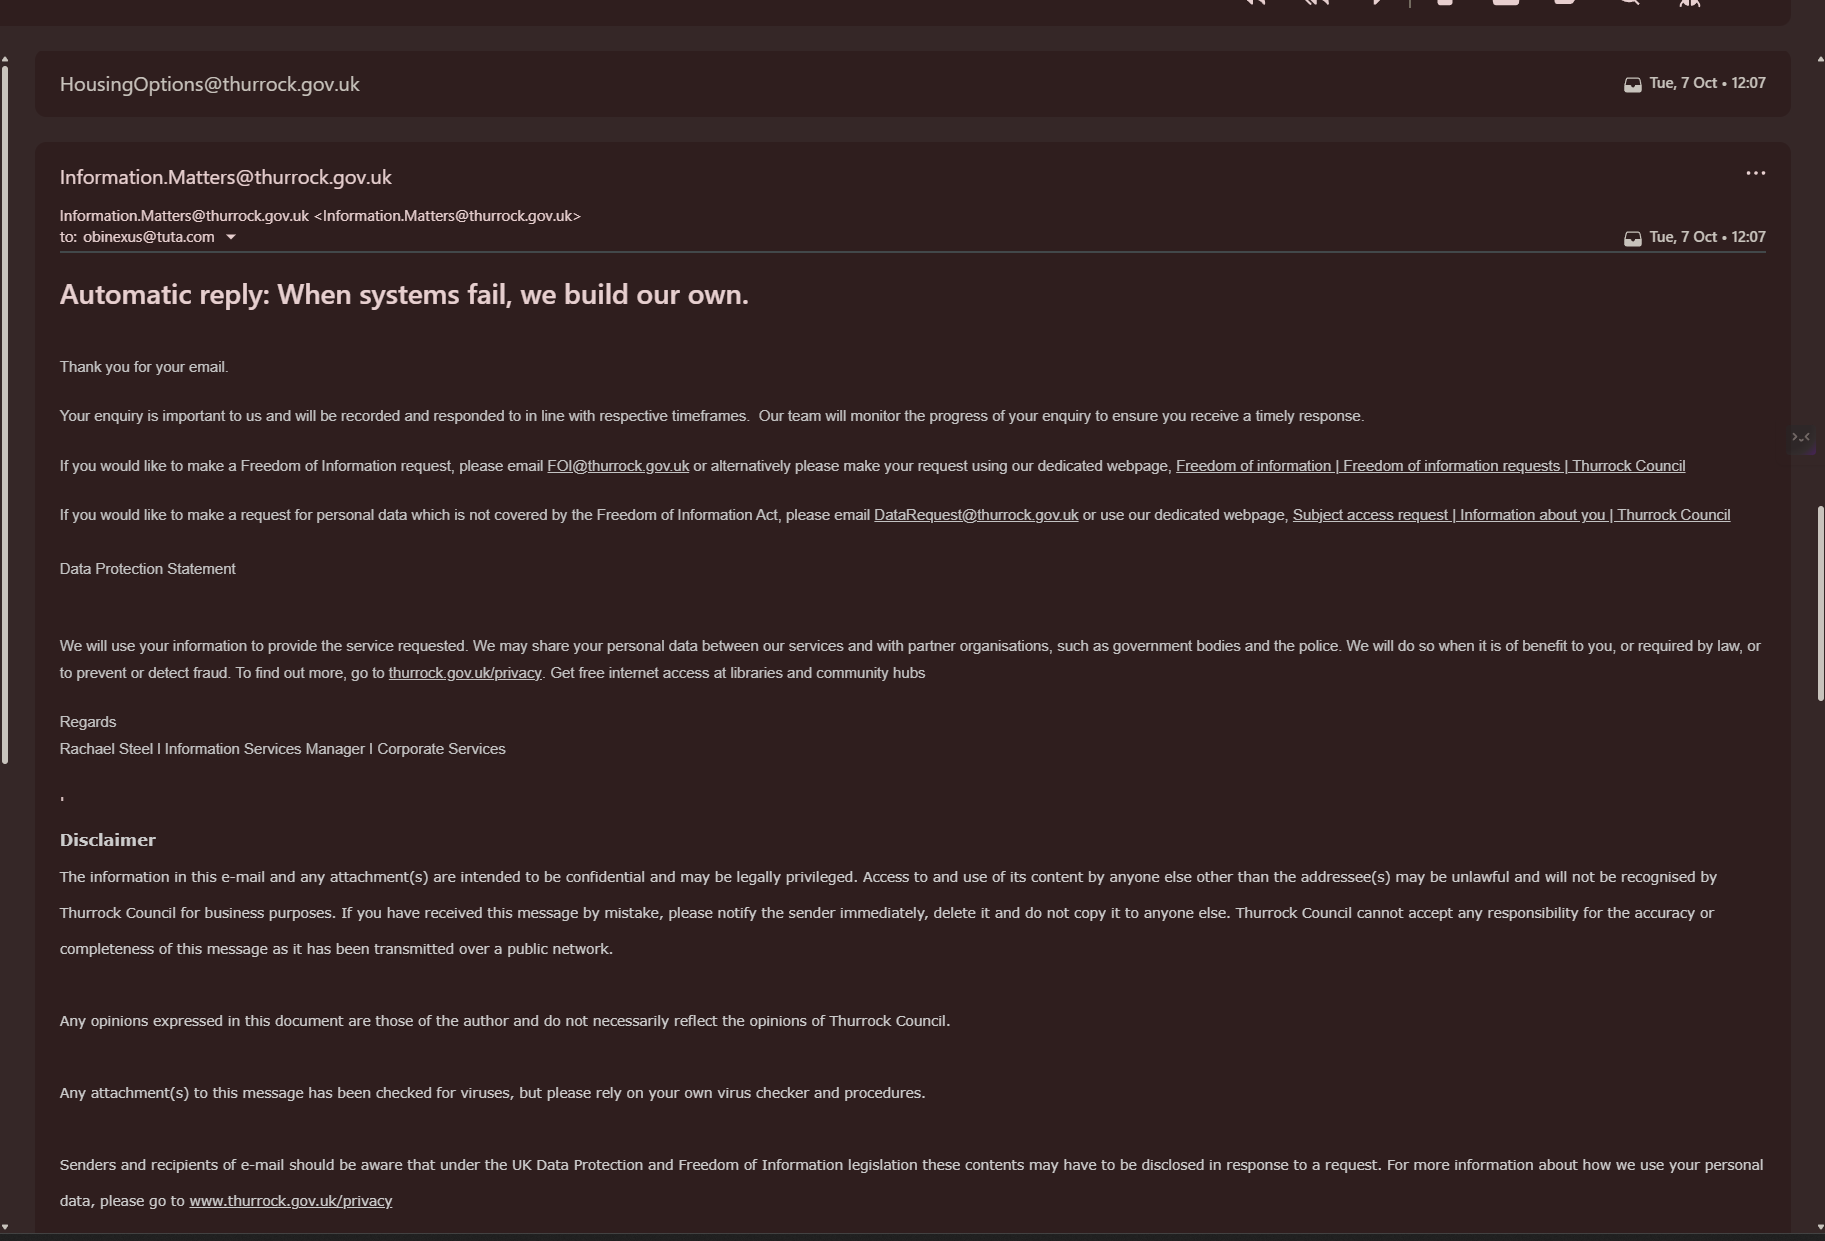 HousingOptions@thurrock.gov.uk
Tue, 7 Oct • 12:07
Information.Matters@thurrock.gov.uk
Information.Matters@thurrock.gov.uk <Information.Matters@thurrock.gov.uk>
to: obinexus@tuta.com
Tue, 7 Oct • 12:07
Automatic reply: When systems fail, we build our own.
Thank you for your email.
Your enquiry is important to us and will be recorded and responded to in line with respective timeframes.  Our team will monitor the progress of your enquiry to ensure you receive a timely response.
If you would like to make a Freedom of Information request, please email FOI@thurrock.gov.uk or alternatively please make your request using our dedicated webpage, Freedom of information | Freedom of information requests | Thurrock Council
If you would like to make a request for personal data which is not covered by the Freedom of Information Act, please email DataRequest@thurrock.gov.uk or use our dedicated webpage, Subject access request | Information about you | Thurrock Council
Data Protection Statement
We will use your information to provide the service requested. We may share your personal data between our services and with partner organisations, such as government bodies and the police. We will do so when it is of benefit to you, or required by law, or
to prevent or detect fraud. To find out more, go to thurrock.gov.uk/privacy. Get free internet access at libraries and community hubs
Regards
Rachael Steel l Information Services Manager l Corporate Services
'
Disclaimer
The information in this e-mail and any attachment(s) are intended to be confidential and may be legally privileged. Access to and use of its content by anyone else other than the addressee(s) may be unlawful and will not be recognised by
Thurrock Council for business purposes. If you have received this message by mistake, please notify the sender immediately, delete it and do not copy it to anyone else. Thurrock Council cannot accept any responsibility for the accuracy or
completeness of this message as it has been transmitted over a public network.
Any opinions expressed in this document are those of the author and do not necessarily reflect the opinions of Thurrock Council.
Any attachment(s) to this message has been checked for viruses, but please rely on your own virus checker and procedures.
Senders and recipients of e-mail should be aware that under the UK Data Protection and Freedom of Information legislation these contents may have to be disclosed in response to a request. For more information about how we use your personal
data, please go to www.thurrock.gov.uk/privacy